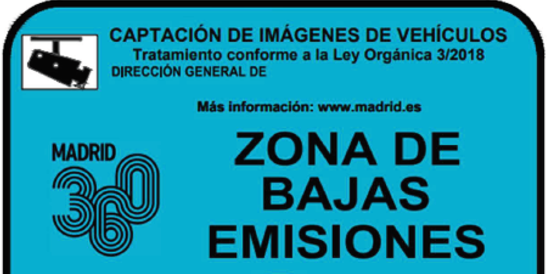 CAPTACIÓN DE IMÁGENES DE VEHÍCULOS
Tratamiento conforme a la Ley Orgánica 3/2018
DIRECCIÓN GENERAL DE
Más información: www.madrid.es
MADRID
360
ZONA DE
BAJAS
EMISIONES